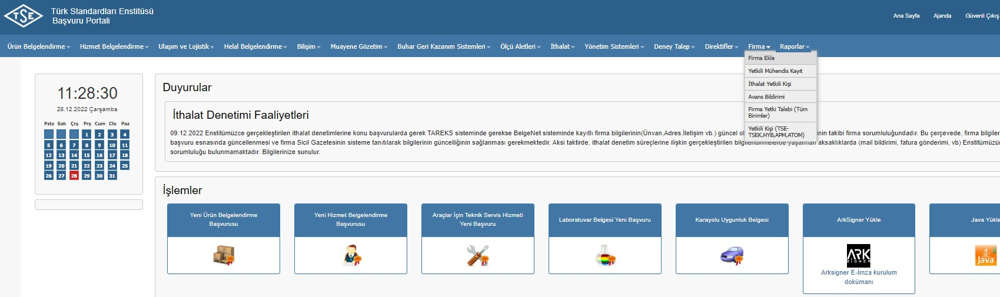 TSE
Türk Standardları Enstitüsü
Başvuru Portali
Ana Sayfa Ajanda Güvenli Çıkış
Ürün Belgelendirme Hizmet Belgelendirme Ulaşım ve Lojistik Helal Belgelendirme Bilişim Muayene Gözetim Buhar Geri Kazanım Sistemleri Ölçü Aletleri İthalat Yönetim Sistemleri Deney Talep Direktifler Firma Raporlar
Firma Ekle
Yetkili Mühendis Kayıt
İthalat Yetkili Kişi
Avans Bildirimi
Firma Yetki Talebi (Tüm
Birimler)
Yetkili Kişi (TSE-
TSEK,HYB,APM,ATOM)
11:28:30
28.12.2022 Çarşamba
Pzts Salı Çrş Prş Cum Cts Paz
1 2 3 4
5 6 7 8 9 10 11
12 13 14 15 16 17 18
19 20 21 22 23 24 25
26 27 28 29 30 31
Duyurular
İthalat Denetimi Faaliyetleri
09.12.2022 Enstitümüzce gerçekleştirilen ithalat denetimlerine konu başvurularda gerek TAREKS sisteminde gerekse BelgeNet sisteminde kayıtlı firma bilgilerinin(Ünvan,Adres,İletişim vb.) güncel takibi firma sorumluluğundadır. Bu çerçevede, firma bilgiler
başvuru esnasında güncellenmesi ve firma Sicil Gazetesinin sisteme tanıtılarak bilgilerinin güncelliğinin sağlanması gerekmektedir. Aksi taktirde, ithalat denetim süreçlerine ilişkin gerçekleştirilen bilgilendirmelerde yaşanan aksaklıklarda (mail bildirimi, fatura gönderimi, vb) Enstitümüzün
sorumluluğu bulunmamaktadır. Bilgilerinize sunulur.
İşlemler
Yeni Ürün Belgelendirme
Başvurusu
Yeni Hizmet Belgelendirme
Başvurusu
Araçlar İçin Teknik Servis Hizmeti
Yeni Başvuru
Laboratuvar Belgesi Yeni Başvuru
Karayolu Uygunluk Belgesi
ArkSigner Yükle
ARK
SIGNER
Arksigner E-İmza kurulum
dokümanı
Java Yükle
Java